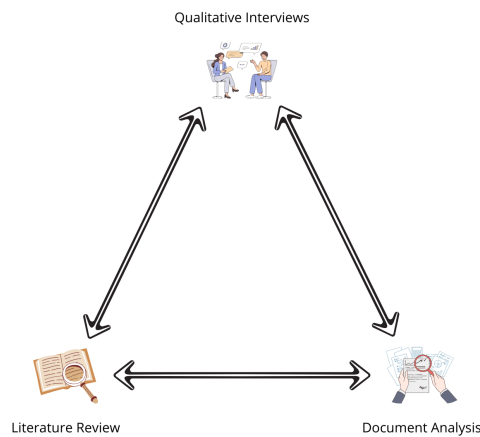 Qualitative Interviews
Literature Review
Document Analysis